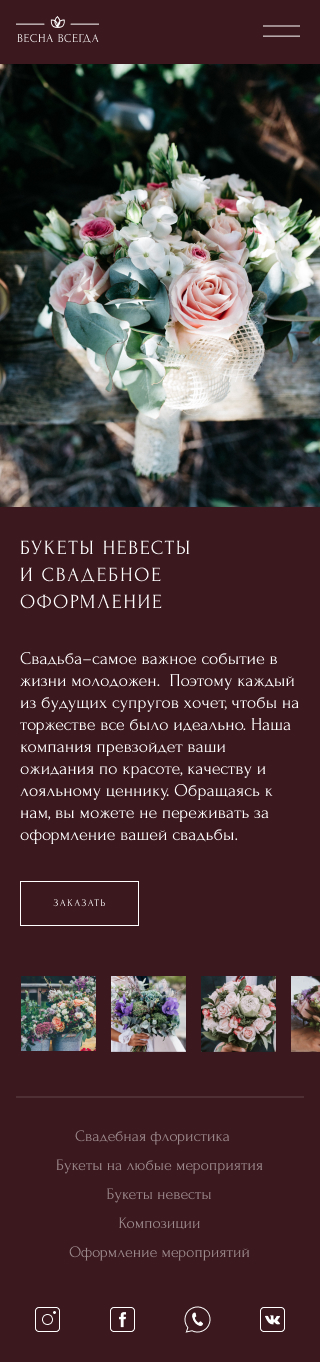 ВЕСНА ВСЕГДА
БУКЕТЫ НЕВЕСТЫ
И СВАДЕБНОЕ
ОФОРМЛЕНИЕ
Свадьба–самое важное событие в
жизни молодожен. Поэтому каждый
из будущих супругов хочет, чтобы на
торжестве все было идеально. Наша
компания превзойдет ваши
ожидания по красоте, качеству и
лояльному ценнику. Обращаясь к
нам, вы можете не переживать за
оформление вашей свадьбы.
ЗАКАЗАТЬ
Свадебная флористика
Букеты на любые мероприятия
Букеты невесты
Композиции
Оформление мероприятий